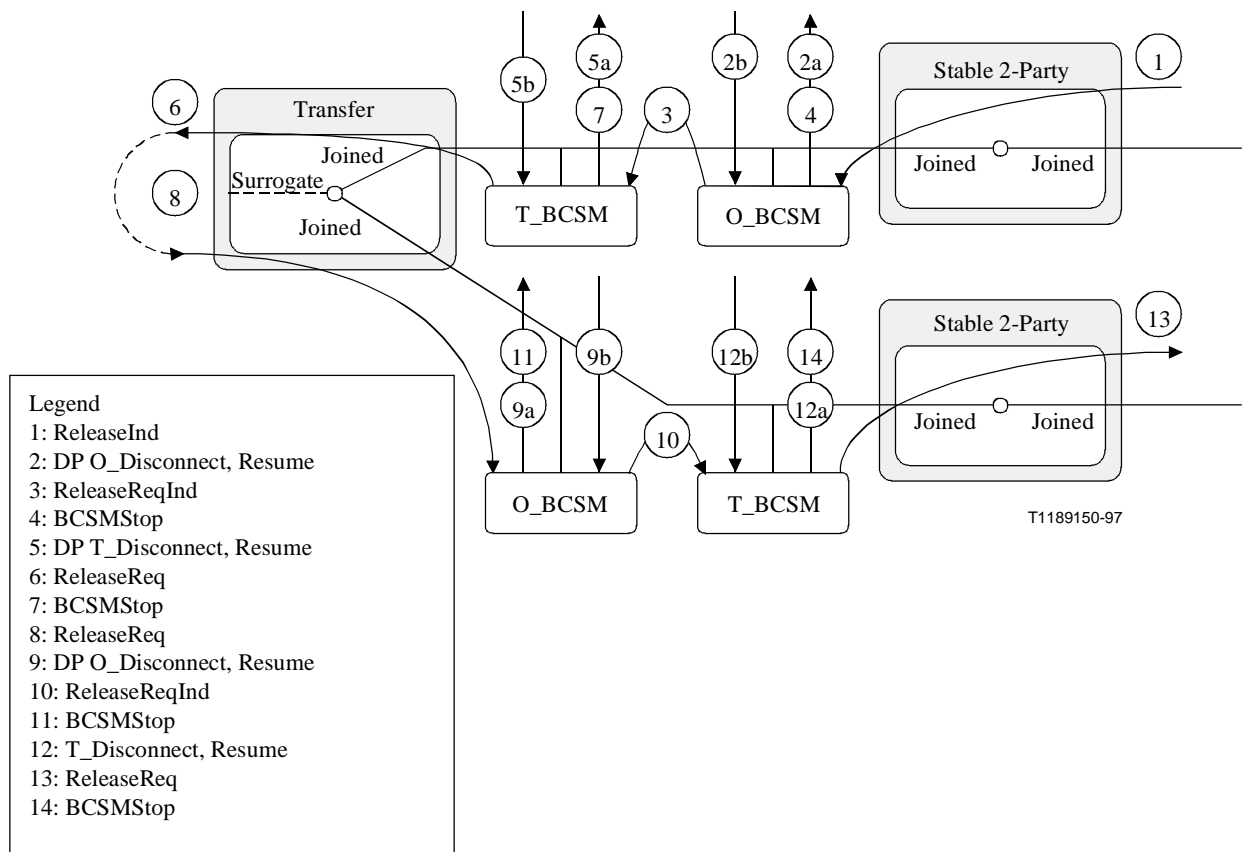 5b
5a
2b
2a
1
Stable 2-Party
6
Transfer
7
3
4
Joined
Joined
Joined
Surrogate
8
Joined
T_BCSM
O_BCSM
Stable 2-Party
13
11
9b
12b
14
9a
12a
10
Joined
Joined
O_BCSM
T_BCSM
T1189150-97
Legend
1: ReleaseInd
2: DP O_Disconnect, Resume
3: ReleaseReqInd
4: BCSMStop
5: DP T_Disconnect, Resume
6: ReleaseReq
7: BCSMStop
8: ReleaseReq
9: DP O_Disconnect, Resume
10: ReleaseReqInd
11: BCSMStop
12: T_Disconnect, Resume
13: ReleaseReq
14: BCSMStop